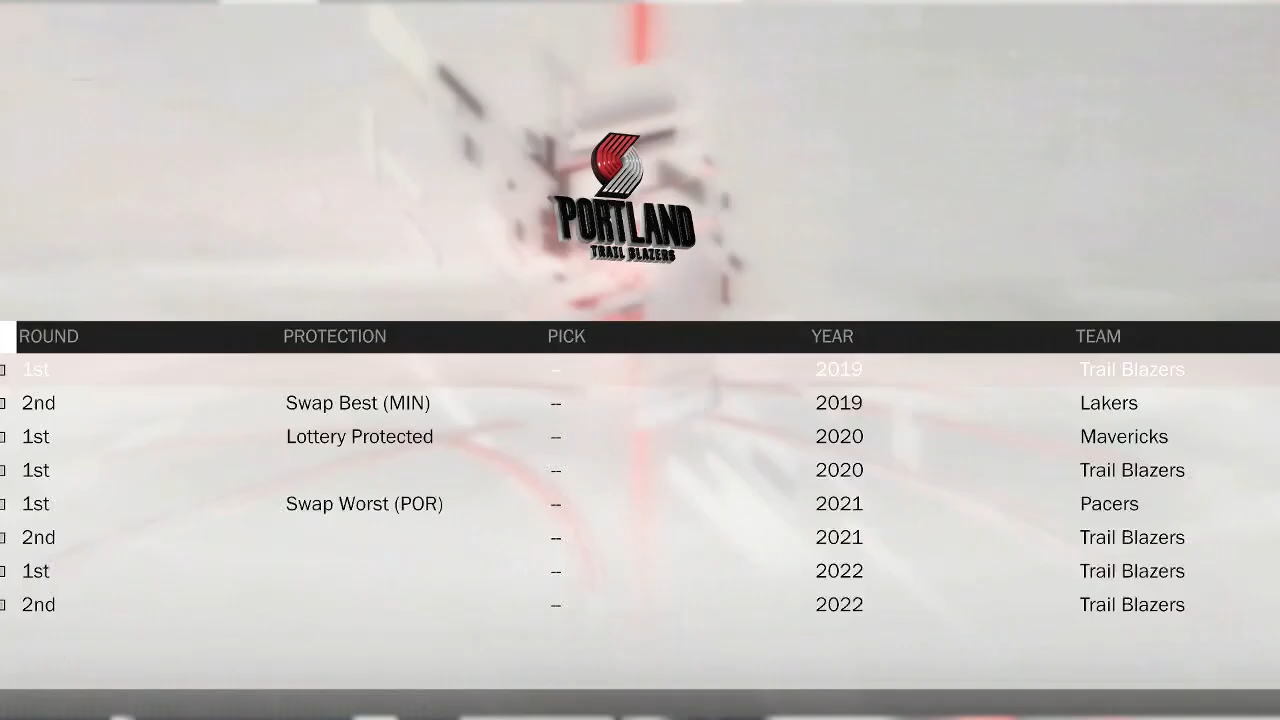 PORTLAND
TRAIL BLAZERS
ROUND PROTECTION PICK YEAR TEAM
1st -- 2019 Trail Blazers
2nd Swap Best (MIN) -- 2019 Lakers
1st Lottery Protected -- 2020 Mavericks
1st -- 2020 Trail Blazers
1st Swap Worst (POR) -- 2021 Pacers
2nd -- 2021 Trail Blazers
1st -- 2022 Trail Blazers
2nd -- 2022 Trail Blazers